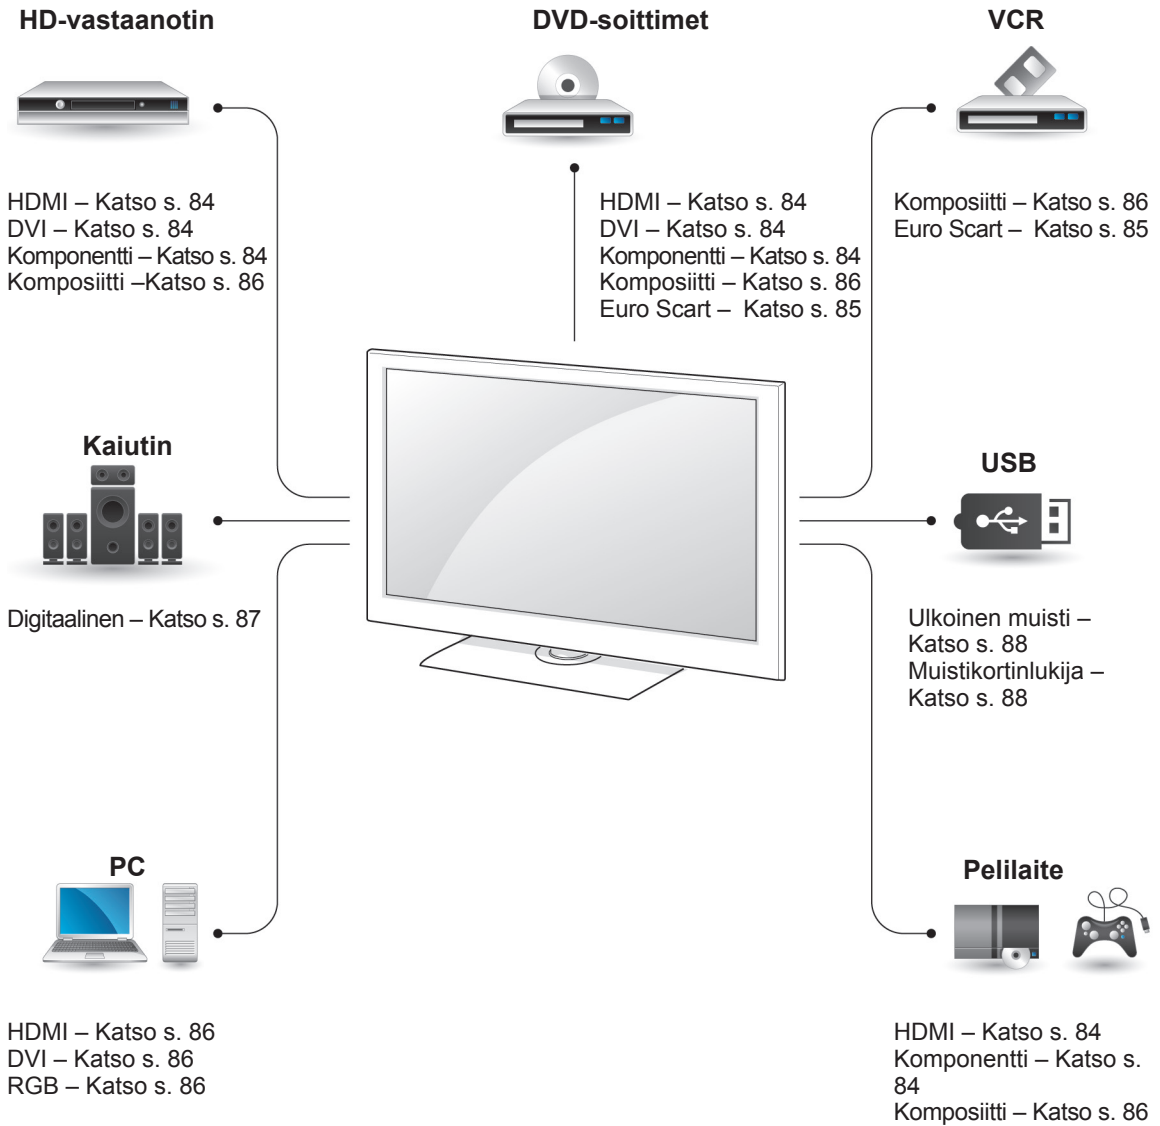 HD-vastaanotin
HDMI – Katso s. 84
DVI – Katso s. 84
Komponentti – Katso s. 84
Komposiitti –Katso s. 86
DVD-soittimet
HDMI – Katso s. 84
DVI – Katso s. 84
Komponentti – Katso s. 84
Komposiitti – Katso s. 86
Euro Scart –  Katso s. 85
VCR
Komposiitti – Katso s. 86
Euro Scart –  Katso s. 85
Kaiutin
Digitaalinen – Katso s. 87
USB
Ulkoinen muisti –
Katso s. 88
Muistikortinlukija –
Katso s. 88
PC
HDMI – Katso s. 86
DVI – Katso s. 86
RGB – Katso s. 86
Pelilaite
HDMI – Katso s. 84
Komponentti – Katso s.
84
Komposiitti – Katso s. 86